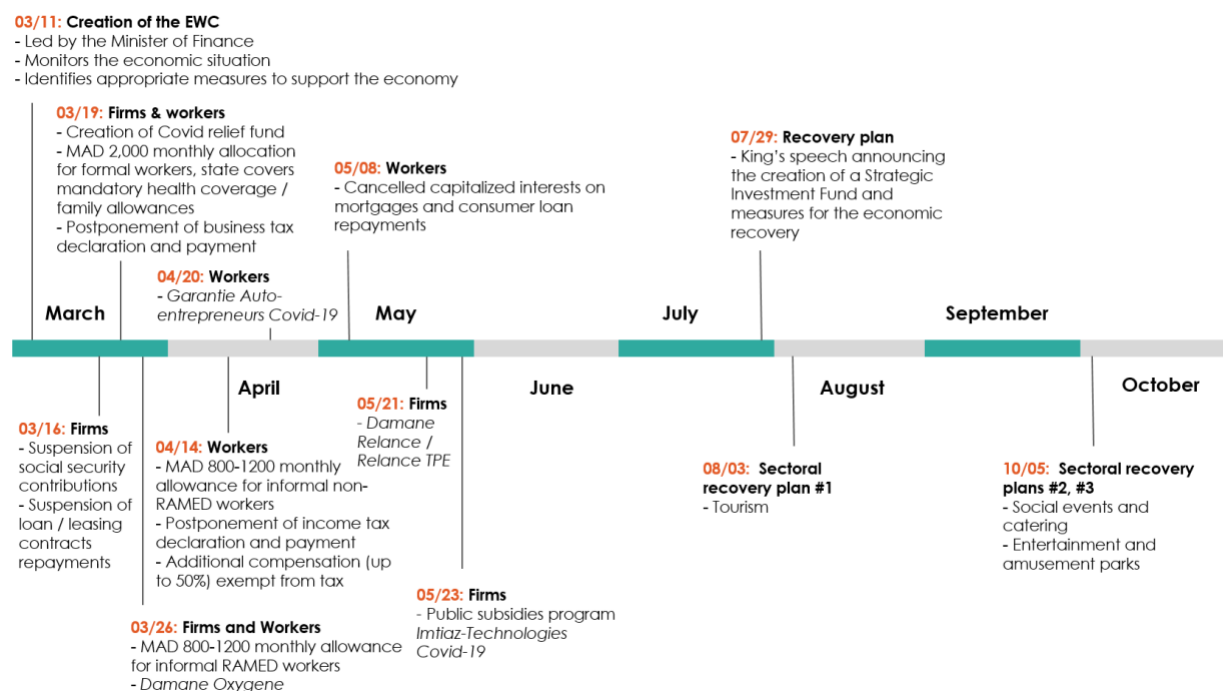 03/11: Creation of the EWC
- Led by the Minister of Finance
- Monitors the economic situation
- Identifies appropriate measures to support the economy
03/19: Firms & workers
- Creation of Covid relief fund
- MAD 2,000 monthly allocation
for formal workers, state covers
mandatory health coverage /
family allowances
- Postponement of business tax
declaration and payment
04/20: Workers
- Garantie Auto-
entrepreneurs Covid-19
05/08: Workers
- Cancelled capitalized interests on
mortgages and consumer loan
repayments
07/29: Recovery plan
- King's speech announcing
the creation of a Strategic
Investment Fund and
measures for the economic
recovery
March
May
July
September
April
June
August
October
03/16: Firms
- Suspension of
social security
contributions
- Suspension of
loan / leasing
contracts
repayments
04/14: Workers
- MAD 800-1200 monthly
allowance for informal non-
RAMED workers
- Postponement of income tax
declaration and payment
- Additional compensation (up
to 50%) exempt from tax
03/26: Firms and Workers
- MAD 800-1200 monthly allowance
for informal RAMED workers
- Damane Oxygene
05/21: Firms
- Damane
Relance /
Relance TPE
05/23: Firms
- Public subsidies program
Imtiaz-Technologies
Covid-19
08/03: Sectoral
recovery plan #1
- Tourism
10/05: Sectoral recovery
plans #2, #3
- Social events and
catering
- Entertainment and
amusement parks